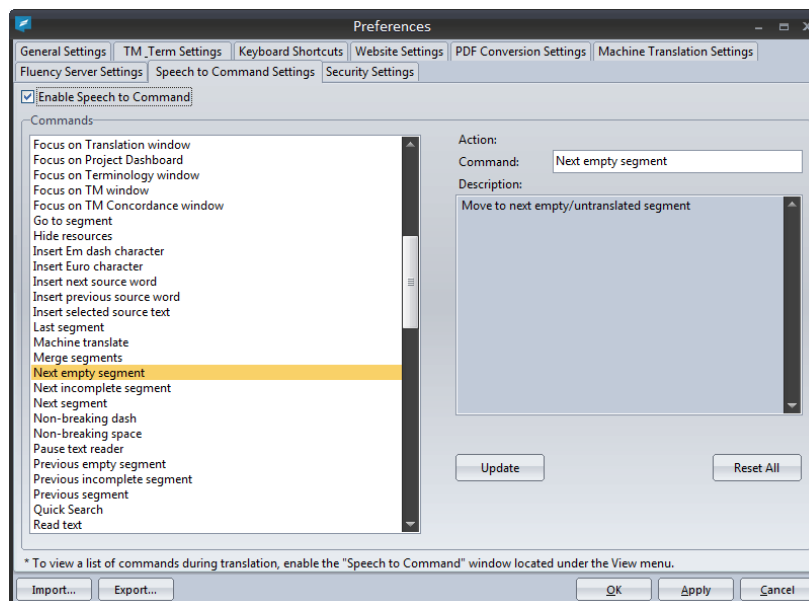 Preferences
General Settings TM_Term Settings Keyboard Shortcuts Website Settings PDF Conversion Settings Machine Translation Settings
Fluency Server Settings Speech to Command Settings Security Settings
Enable Speech to Command
Commands
Focus on Translation window
Focus on Project Dashboard
Focus on Terminology window
Focus on TM window
Focus on TM Concordance window
Go to segment
Hide resources
Insert Em dash character
Insert Euro character
Insert next source word
Insert previous source word
Insert selected source text
Last segment
Machine translate
Merge segments
Next empty segment
Next incomplete segment
Next segment
Non-breaking dash
Non-breaking space
Pause text reader
Previous empty segment
Previous incomplete segment
Previous segment
Quick Search
Read text
Action:
Command: Next empty segment
Description:
Move to next empty/untranslated segment
Update Reset All
* To view a list of commands during translation, enable the "Speech to Command" window located under the View menu.
Import... Export... OK Apply Cancel